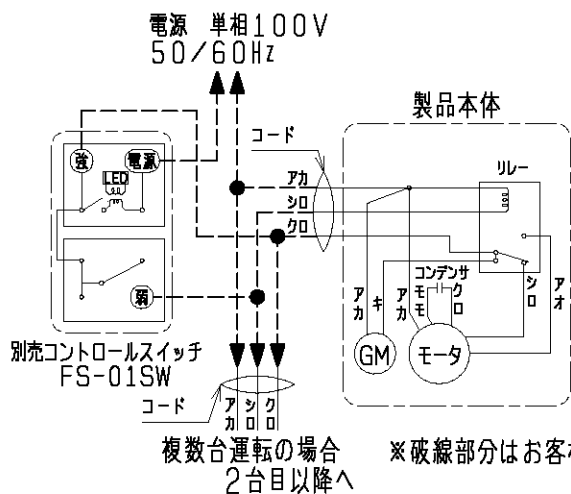 電源 単相100V
50/60Hz
製品本体
コード
リレー
強
電源
LED
アカ
シロ
クロ
コンデンサ
モモ
クロ
アカ
キ
アカ
シロ
アオ
弱
GM
モータ
別売コントロールスイッチ
FS-01SW
コード
アカ
シロ
クロ
複数台運転の場合
2台目以降へ
※破線部分はお客